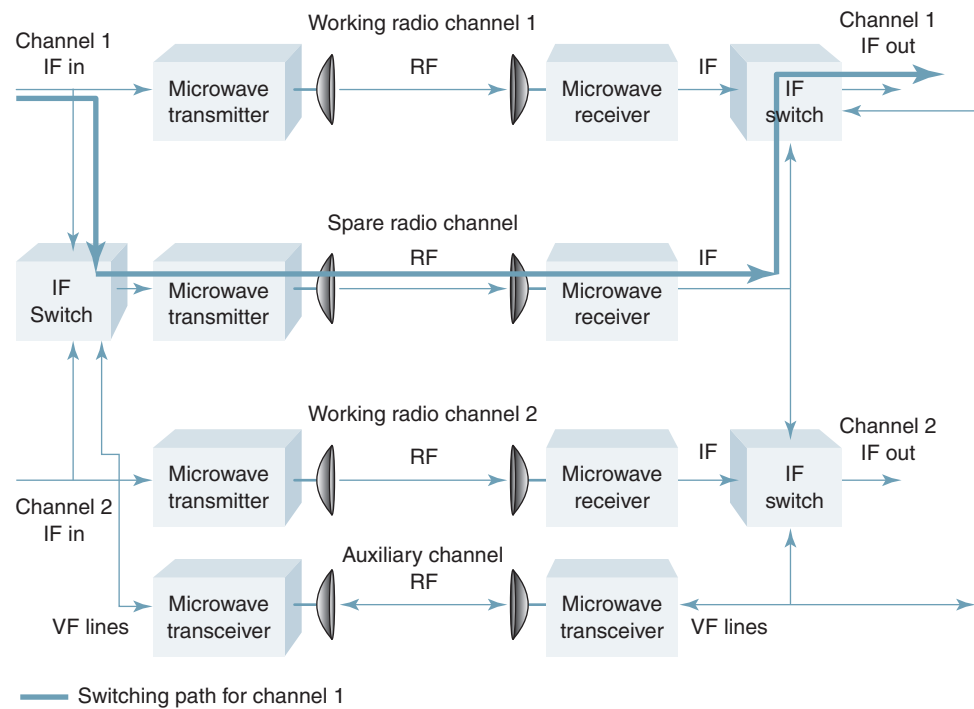 Working radio channel 1
Channel 1
IF in
Microwave
transmitter
RF
Microwave
receiver
IF
IF
switch
Channel 1
IF out
Spare radio channel
IF
Switch
Microwave
transmitter
RF
Microwave
receiver
IF
Working radio channel 2
Channel 2
IF in
Microwave
transmitter
RF
Microwave
receiver
IF
IF
switch
Channel 2
IF out
Auxiliary channel
RF
VF lines
Microwave
transceiver
Microwave
transceiver
VF lines
Switching path for channel 1